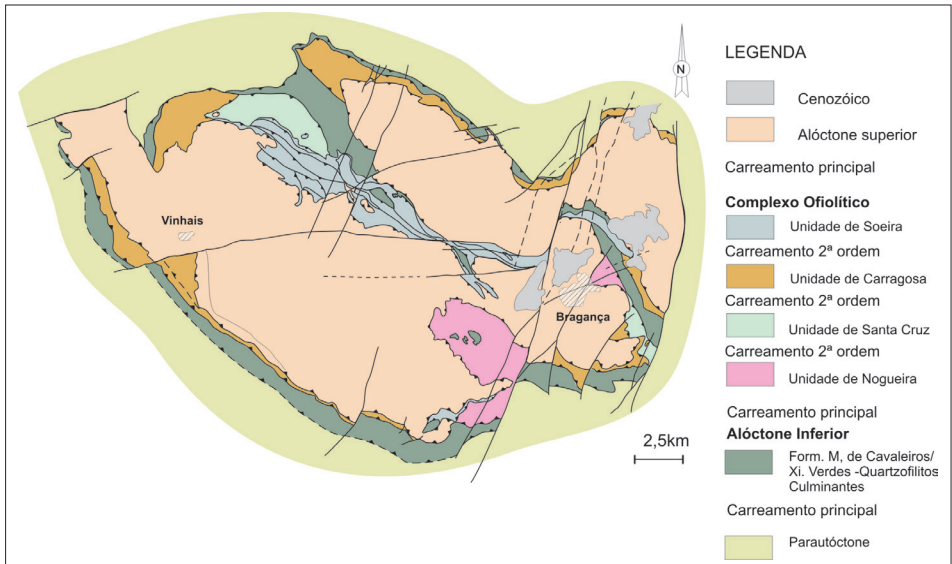 N
Vinhais
Bragança
2,5km
LEGENDA
Cenozóico
Alóctone superior
Carreamento principal
Complexo Ofiolítico
Unidade de Soeira
Carreamento 2ª ordem
Unidade de Carragosa
Carreamento 2ª ordem
Unidade de Santa Cruz
Carreamento 2ª ordem
Unidade de Nogueira
Carreamento principal
Alóctone Inferior
Form. M, de Cavaleiros/
Xi. Verdes -Quartzofilitos
Culminantes
Carreamento principal
Parautóctone